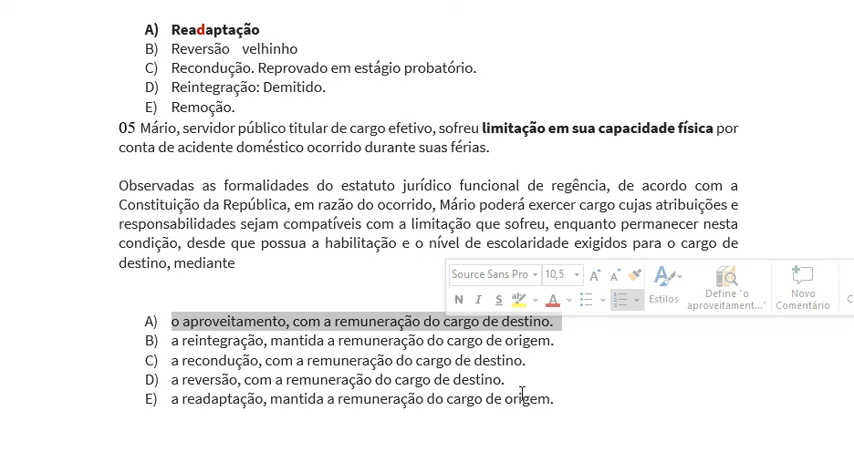 A) Readaptação
B) Reversão velhinho
C) Recondução. Reprovado em estágio probatório.
D) Reintegração: Demitido.
E) Remoção.
05 Mário, servidor público titular de cargo efetivo, sofreu limitação em sua capacidade física por
conta de acidente doméstico ocorrido durante suas férias.
Observadas as formalidades do estatuto jurídico funcional de regência, de acordo com a
Constituição da República, em razão do ocorrido, Mário poderá exercer cargo cujas atribuições e
responsabilidades sejam compatíveis com a limitação que sofreu, enquanto permanecer nesta
condição, desde que possua a habilitação e o nível de escolaridade exigidos para o cargo de
destino, mediante
Source Sans Pro 10,5 A A A Define "o Novo C
N I S ab A Estilos aproveitament..." Comentário
A) o aproveitamento, com a remuneração do cargo de destino.
B) a reintegração, mantida a remuneração do cargo de origem.
C) a recondução, com a remuneração do cargo de destino.
D) a reversão, com a remuneração do cargo de destino.
E) a readaptação, mantida a remuneração do cargo de origem.